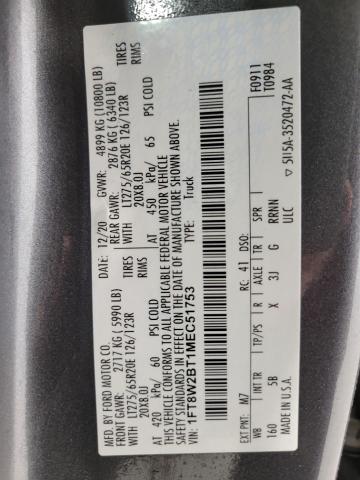 MFD. BY FORD MOTOR CO.
DATE: 12/20 GVWR: 4899 KG (10800 LB)
FRONT GAWR: 2717 KG ( 5990 LB) REAR GAWR: 2876 KG ( 6340 LB)
WITH LT275/65R20E 126/123R TIRES WITH LT275/65R20E 126/123R TIRES
20X8.0J RIMS 20X8.0J RIMS
AT 420 kPa/ 60 PSI COLD AT 450 kPa/ 65 PSI COLD
THIS VEHICLE CONFORMS TO ALL APPLICABLE FEDERAL MOTOR VEHICLE
SAFETY STANDARDS IN EFFECT ON THE DATE OF MANUFACTURE SHOWN ABOVE.
VIN: 1FT8W2BT1MEC51753 Truck
F0911
T0984
EXT PNT: M7 RC: 41 DSO:
WB INT TR TP/PS R AXLE TR SPR
160 5B X 3J G RRNN
MADE IN U.S.A. ULC
▽ 5U5A-3520472-AA